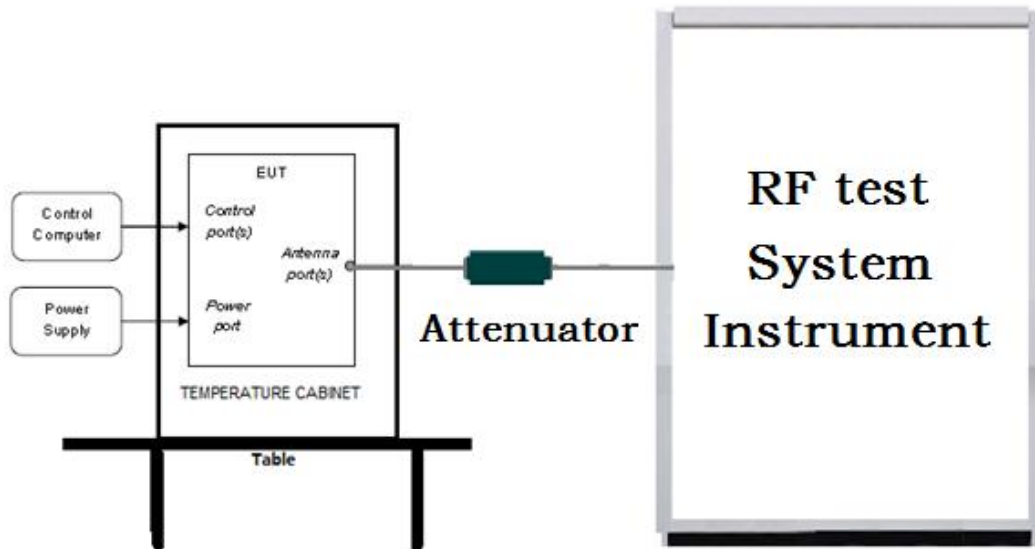 Control
Computer
Power
Supply
EUT
Control
port(s)
Antenna
port(s)
Power
port
TEMPERATURE CABINET
Table
Attenuator
RF test
System
Instrument